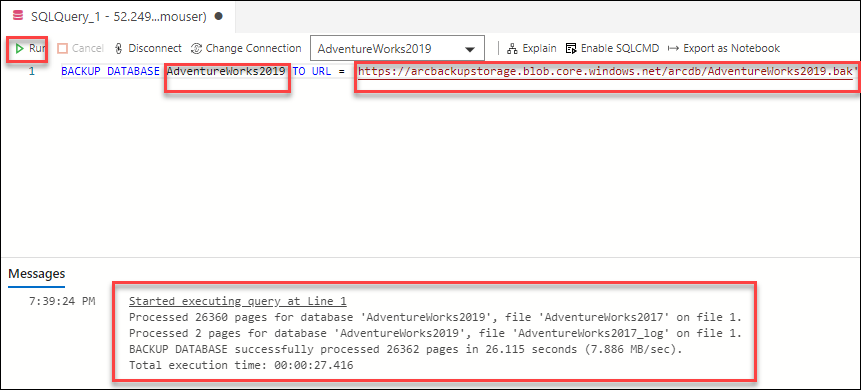 SQLQuery_1 - 52.249...mouser)
Run Cancel Disconnect Change Connection AdventureWorks2019 Explain Enable SQLCMD Export as Notebook
1 BACKUP DATABASE AdventureWorks2019 TO URL = 'https://arcbackupstorage.blob.core.windows.net/arcdb/AdventureWorks2019.bak'
Messages
7:39:24 PM Started executing query at Line 1
Processed 26360 pages for database 'AdventureWorks2019', file 'AdventureWorks2017' on file 1.
Processed 2 pages for database 'AdventureWorks2019', file 'AdventureWorks2017_log' on file 1.
BACKUP DATABASE successfully processed 26362 pages in 26.115 seconds (7.886 MB/sec).
Total execution time: 00:00:27.416